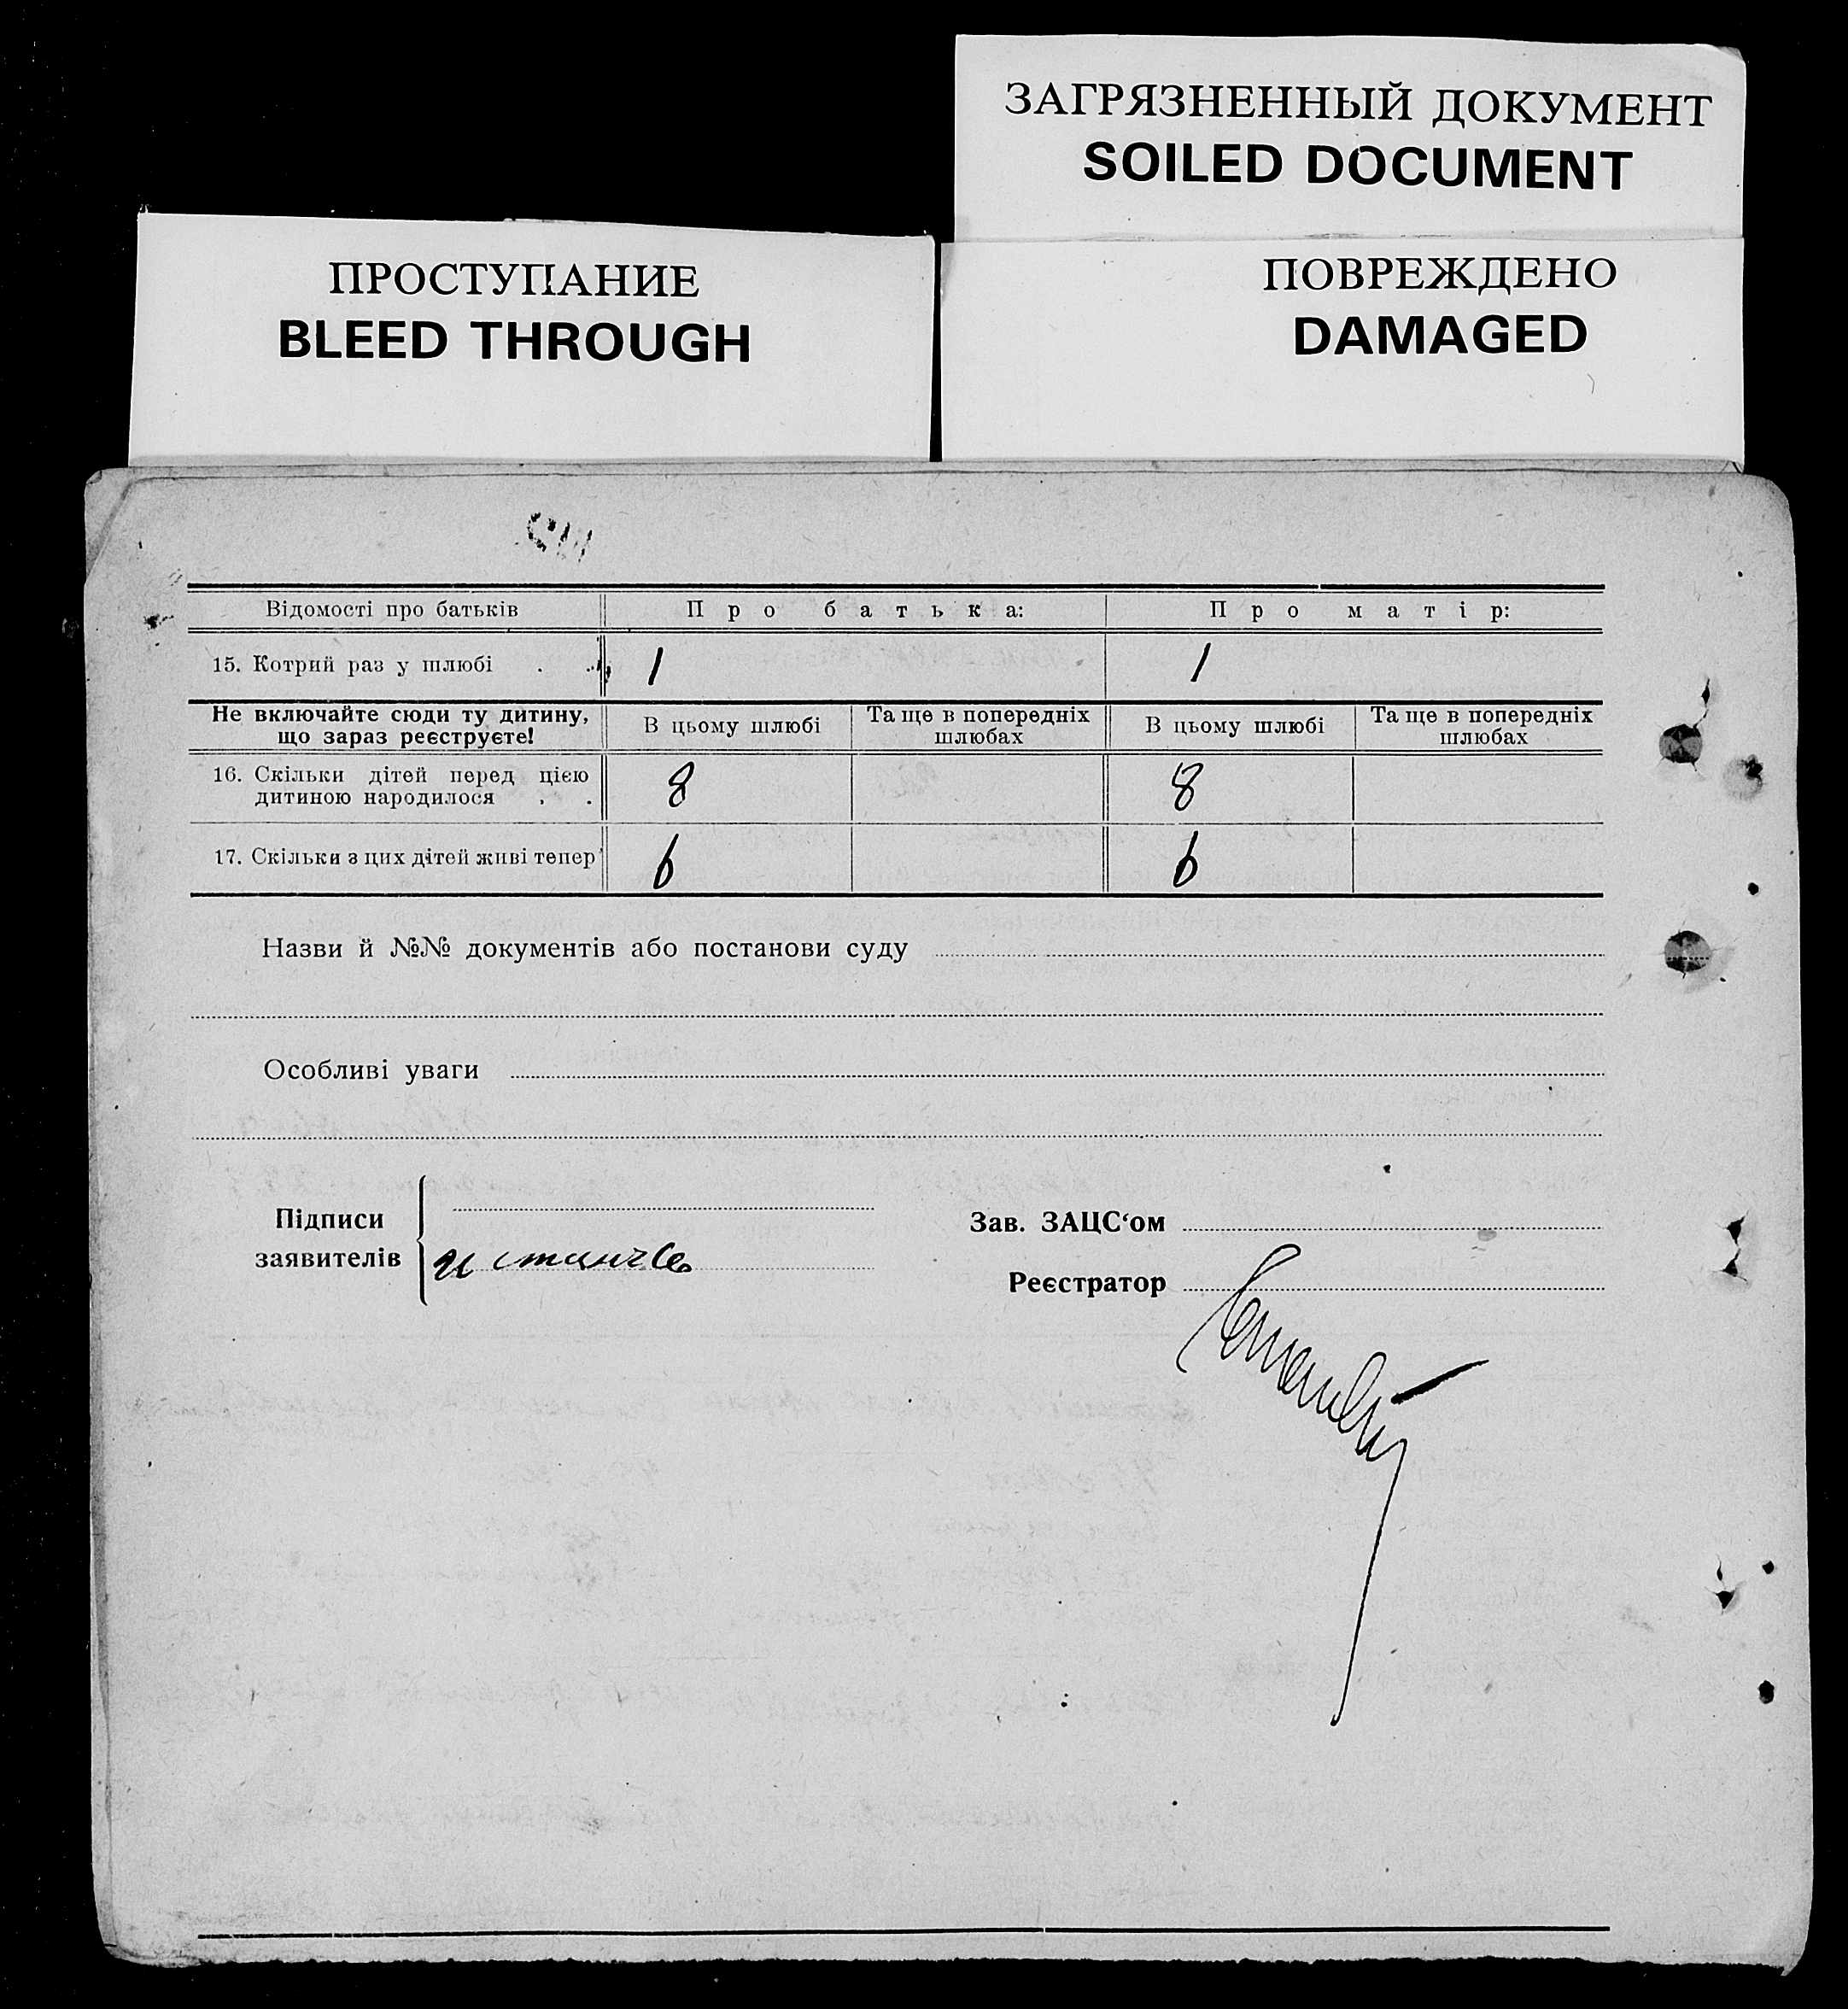 ЗАГРЯЗНЕННЫЙ ДОКУМЕНТ
SOILED DOCUMENT
ПРОСТУПАНИЕ
BLEED THROUGH
ПОВРЕЖДЕНО
DAMAGED
Відомості про батьків Про батька: Про матір:
15. Котрий раз у шлюбі . . 1 1
Не включайте сюди ту дитину, що зараз реєструєте! В цьому шлюбі Та ще в попередніх шлюбах В цьому шлюбі Та ще в попередніх шлюбах
16. Скільки дітей перед цією дитиною народилося . . 8 8
17. Скільки з цих дітей живі тепер 6 6
Назви й №№ документів або постанови суду
Особливі уваги
Підписи заявителів
Зав. ЗАЦС‘ом
Реєстратор